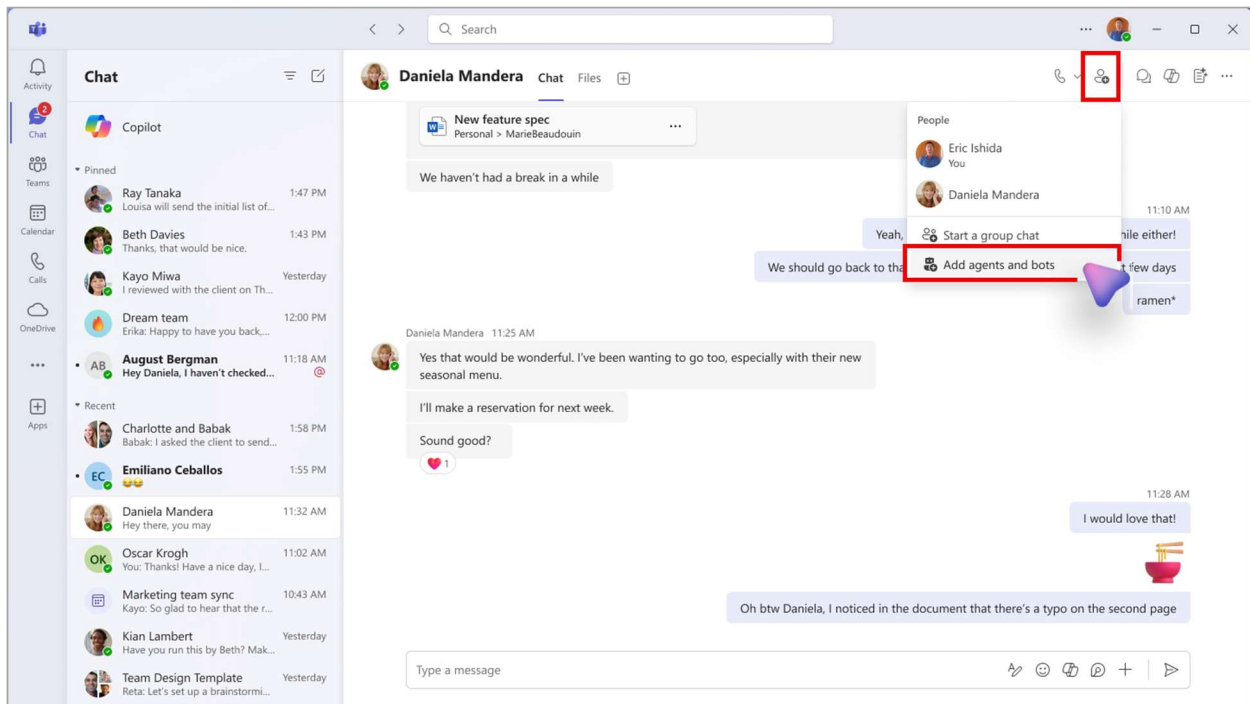 Search
Activity
2
Chat
Teams
Calendar
Calls
OneDrive
Apps
Chat
Copilot
Pinned
Ray Tanaka 1:47 PM
Louisa will send the initial list of...
Beth Davies 1:43 PM
Thanks, that would be nice.
Kayo Miwa Yesterday
I reviewed with the client on Th...
Dream team 12:00 PM
Erika: Happy to have you back,...
AB
August Bergman 11:18 AM
Hey Daniela, I haven't checked... @
Recent
Charlotte and Babak 1:58 PM
Babak: I asked the client to send...
EC
Emiliano Ceballos 1:55 PM
Daniela Mandera 11:32 AM
Hey there, you may
OK
Oscar Krogh 11:02 AM
You: Thanks! Have a nice day, I...
Marketing team sync 10:43 AM
Kayo: So glad to hear that the r...
Kian Lambert Yesterday
Have you run this by Beth? Mak...
Team Design Template Yesterday
Reta: Let's set up a brainstormi...
Daniela Mandera Chat Files
New feature spec
Personal > MarieBeaudouin
We haven't had a break in a while
People
Eric Ishida
You
Daniela Mandera
Start a group chat
Add agents and bots
11:10 AM
Yeah, hile either!
We should go back to tha t few days
ramen*
Daniela Mandera 11:25 AM
Yes that would be wonderful. I've been wanting to go too, especially with their new
seasonal menu.
I'll make a reservation for next week.
Sound good?
1
11:28 AM
I would love that!
Oh btw Daniela, I noticed in the document that there's a typo on the second page
Type a message